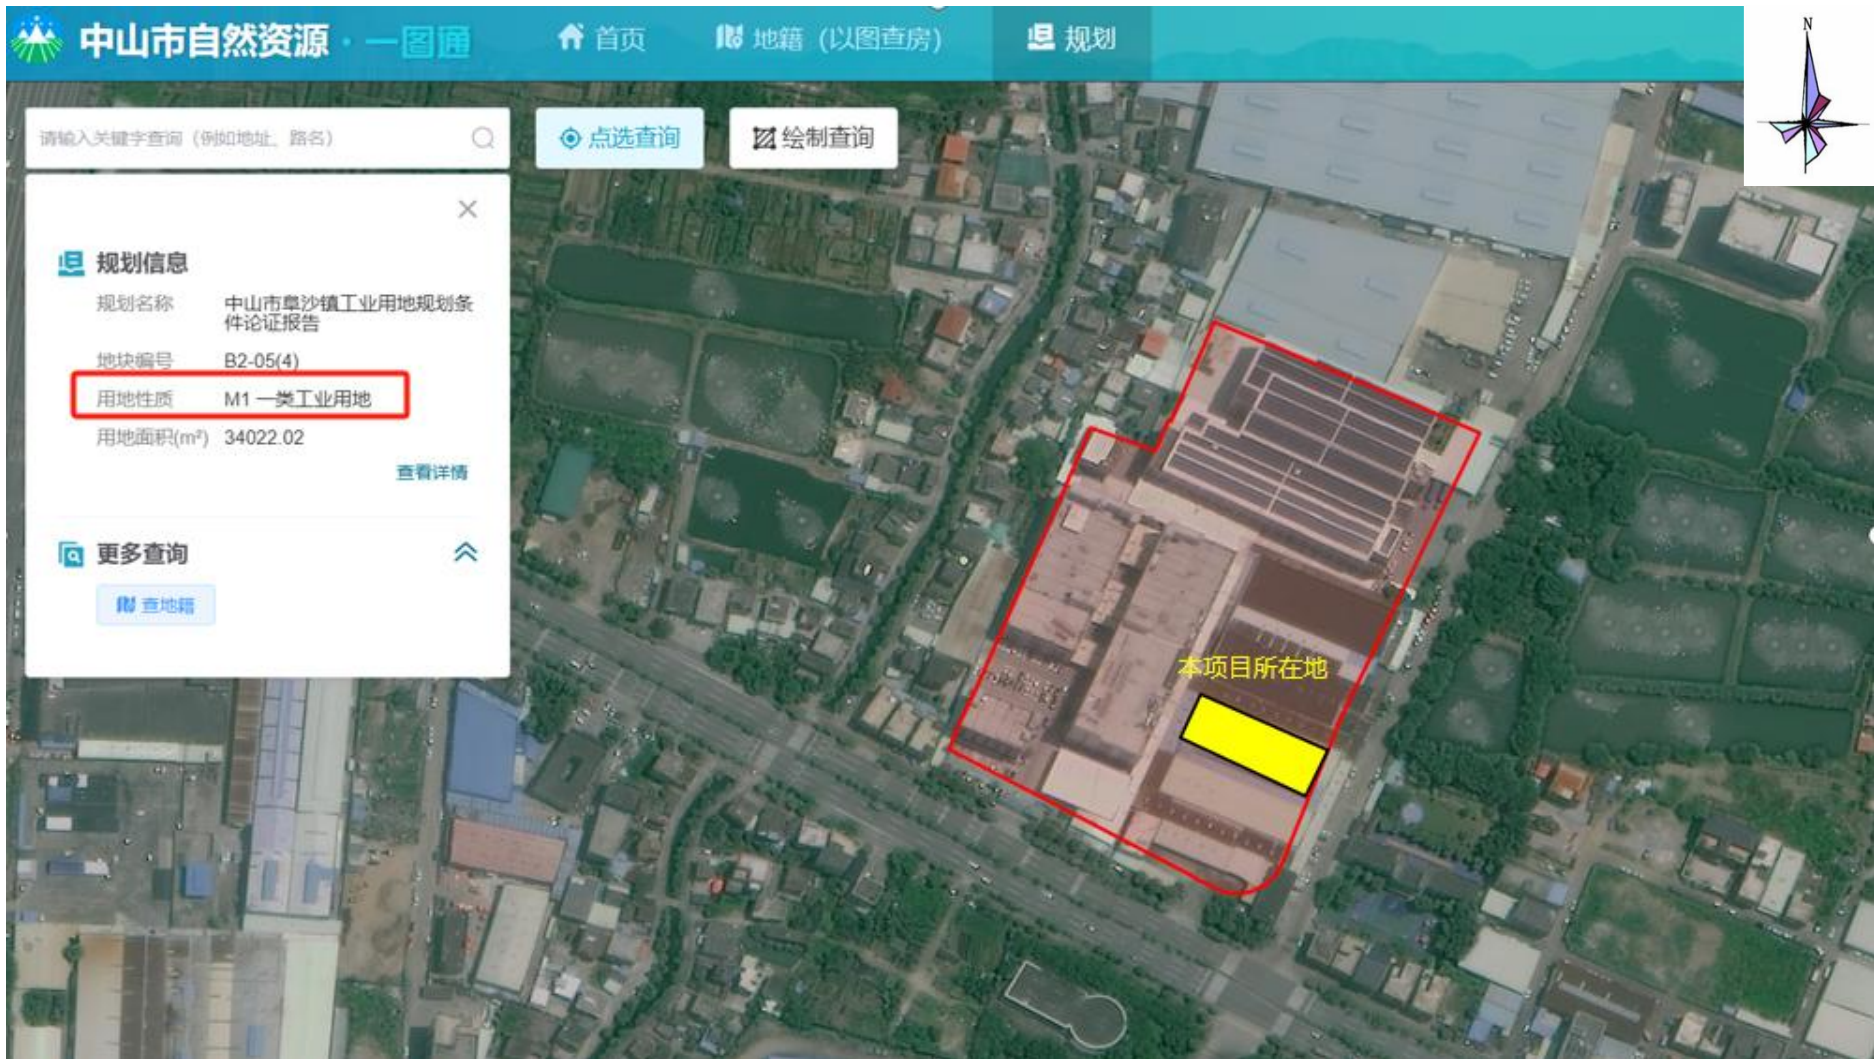 中山市自然资源·一图通
首页
地籍（以图查房）
规划
N
请输入关键字查询（例如地址、路名）
点选查询
绘制查询
规划信息
规划名称
中山市阜沙镇工业用地规划条
件论证报告
地块编号
B2-05(4)
用地性质
M1 一类工业用地
用地面积(m²)
34022.02
查看详情
更多查询
查地籍
本项目所在地